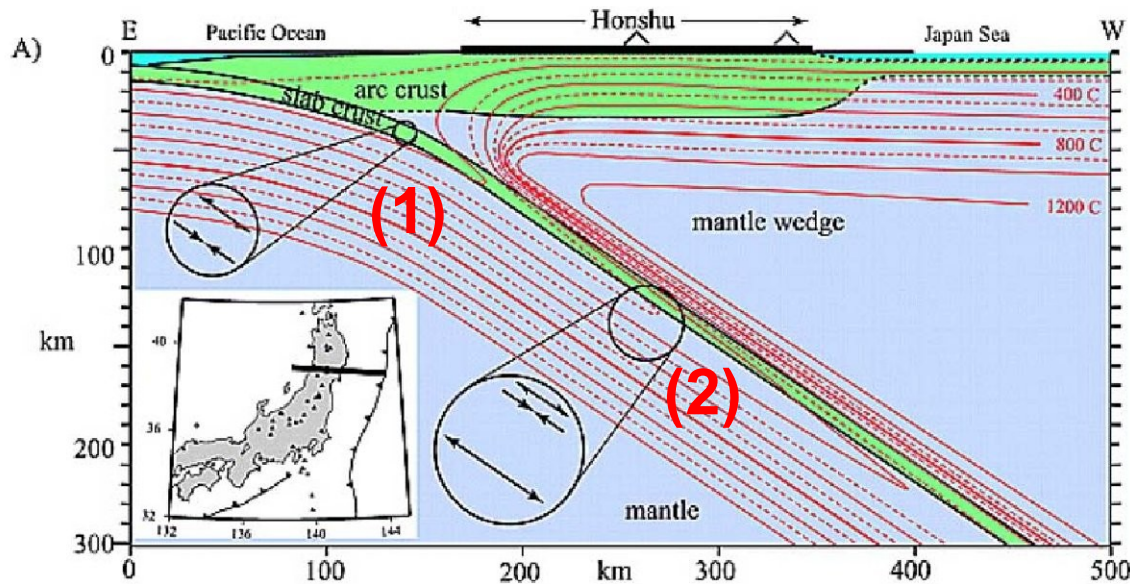 A)
E
Pacific Ocean
Honshu
Japan Sea
W
0
arc crust
slab crust
400 C
800 C
(1)
mantle wedge
1200 C
100
km
40
36
32
132
136
140
144
(2)
200
mantle
300
0
100
200
km
300
400
500